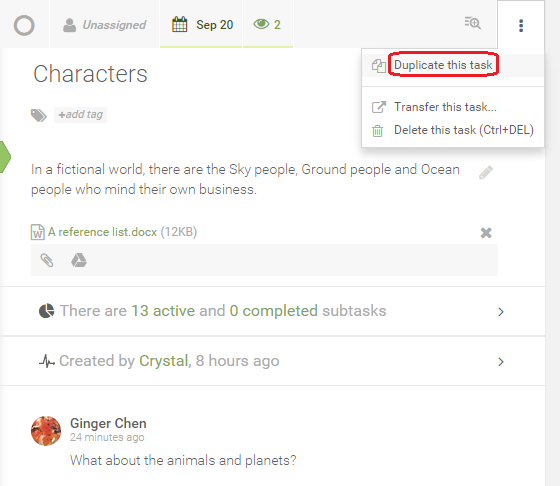 Unassigned
Sep 20
2
Duplicate this task
Characters
+add tag
Transfer this task...
Delete this task (Ctrl+DEL)
In a fictional world, there are the Sky people, Ground people and Ocean
people who mind their own business.
W
A reference list.docx (12KB)
There are 13 active and 0 completed subtasks
Created by Crystal, 8 hours ago
Ginger Chen
24 minutes ago
What about the animals and planets?